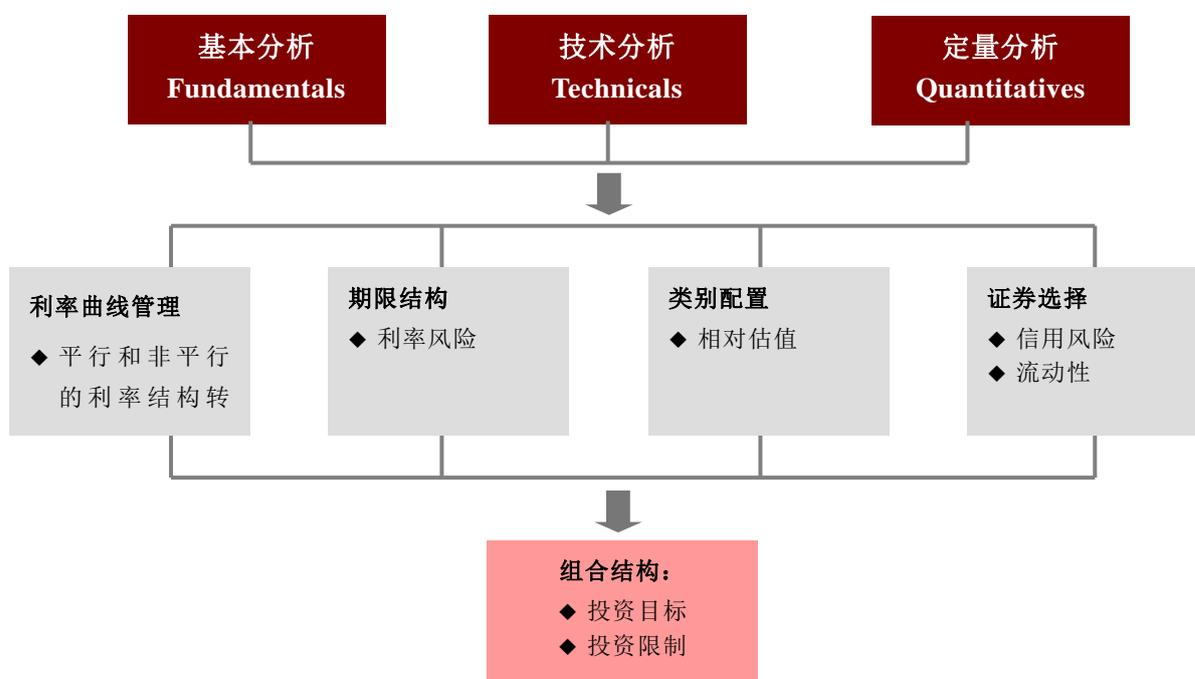 基本分析
Fundamentals
技术分析
Technicals
定量分析
Quantitatives
利率曲线管理
◆ 平行和非平行
的利率结构转
期限结构
◆ 利率风险
类别配置
◆ 相对估值
证券选择
◆ 信用风险
◆ 流动性
组合结构：
◆ 投资目标
◆ 投资限制